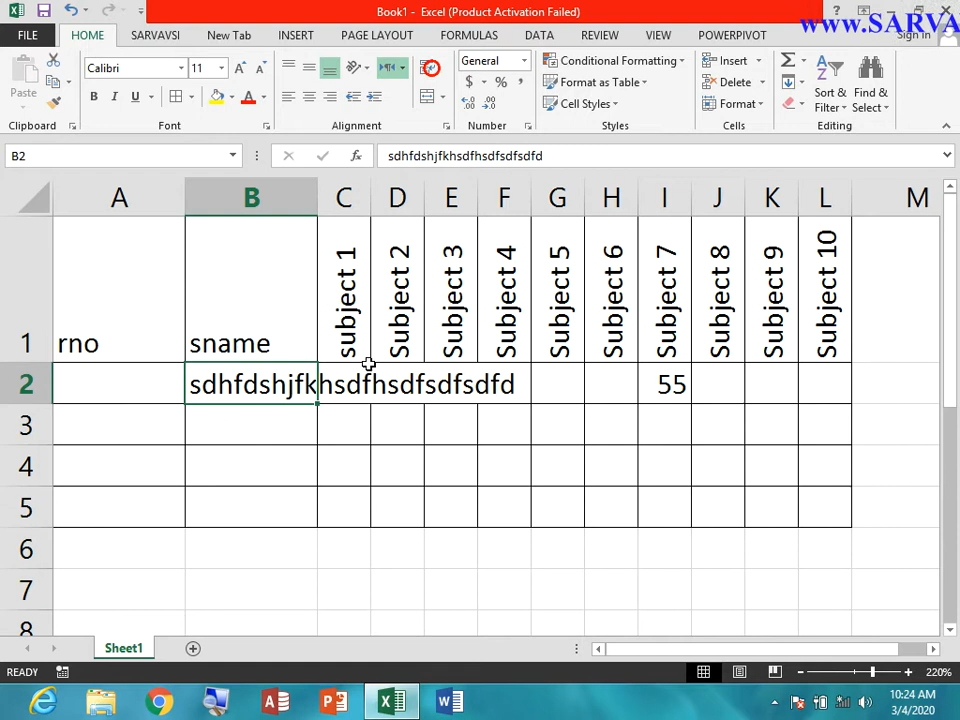 Book1 - Excel (Product Activation Failed)
www.SARVA
Sign in
FILE HOME SARVAVSI New Tab INSERT PAGE LAYOUT FORMULAS DATA REVIEW VIEW POWERPIVOT
Paste
Calibri 11
B I U
General
$ % ,
Conditional Formatting
Format as Table
Cell Styles
Insert
Delete
Format
Sort & Filter
Find & Select
Clipboard Font Alignment Number Styles Cells Editing
B2 fx sdhfdshjfkhsdfhsdfsdfsdfd
A B C D E F G H I J K L M
1 rno sname subject 1 Subject 2 Subject 3 Subject 4 Subject 5 Subject 6 Subject 7 Subject 8 Subject 9 Subject 10
2 sdhfdshjfkhsdfhsdfsdfsdfd 55
3
4
5
6
7
8
Sheet1
READY 220%
10:24 AM
3/4/2020